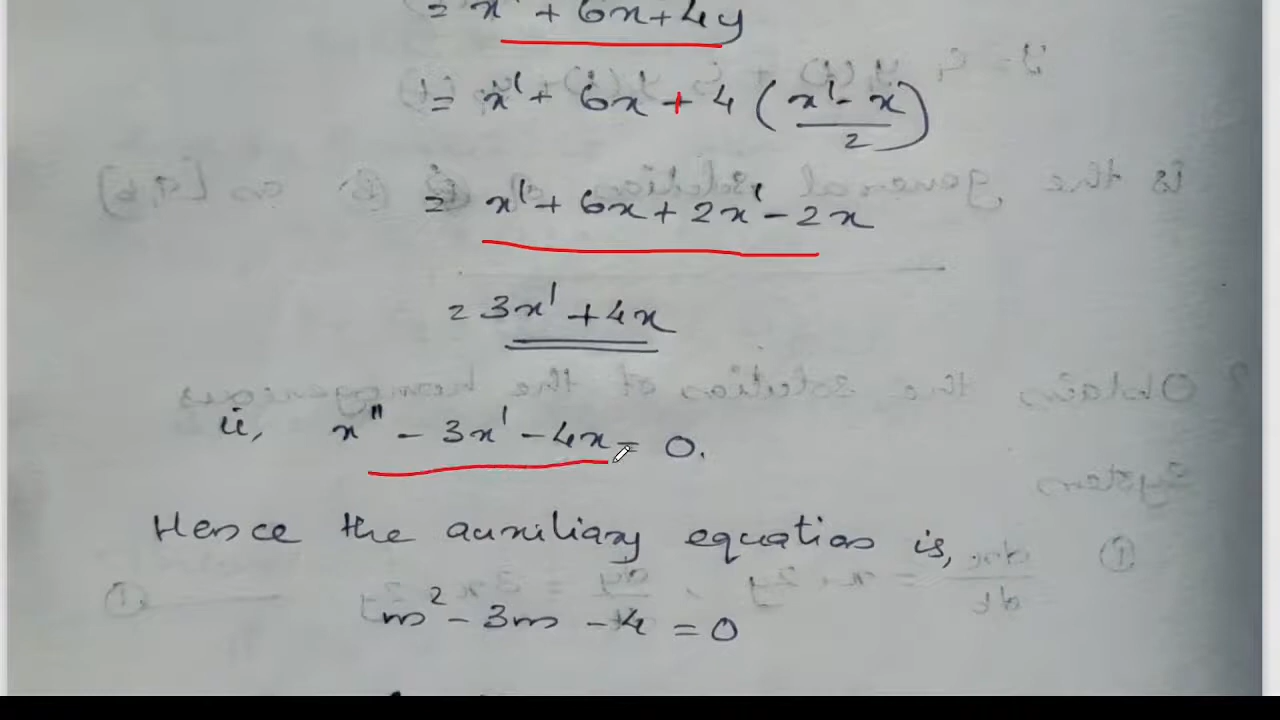 = x' + 6x + 4y
= x' + 6x + 4 ( x' - x / 2 )
= x' + 6x + 2x' - 2x
= 3x' + 4x
ie, x" - 3x' - 4x = 0.
Hence the auxiliary equation is,
m² - 3m - 4 = 0